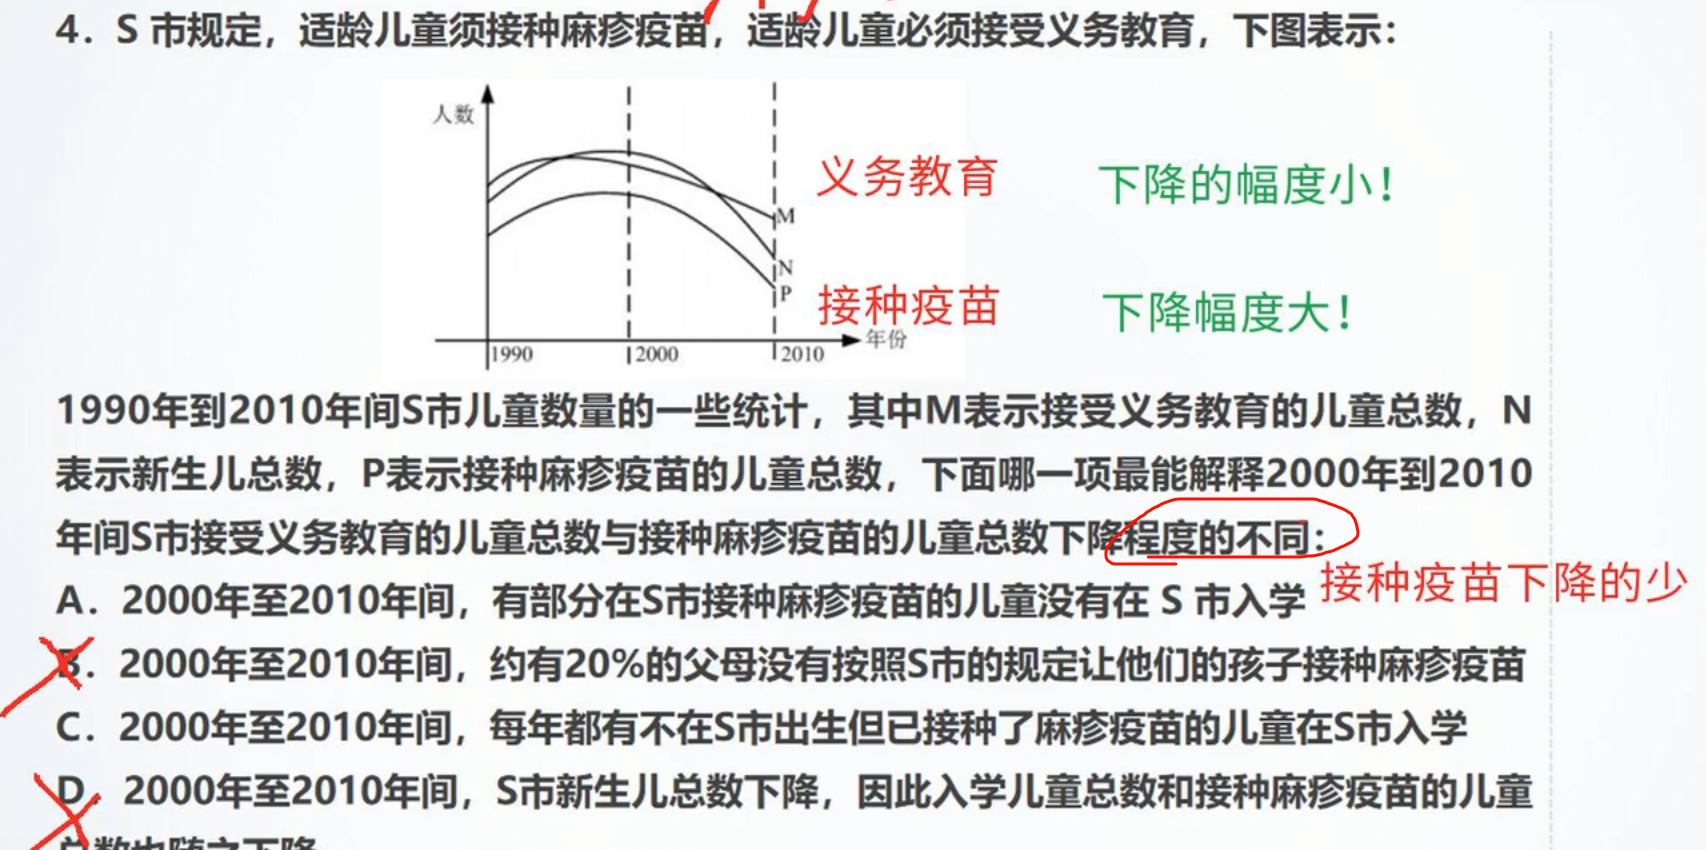 4. S 市规定，适龄儿童须接种麻疹疫苗，适龄儿童必须接受义务教育，下图表示：
人数
义务教育
下降的幅度小！
M
N
P
接种疫苗
下降幅度大！
年份
1990
2000
2010
1990年到2010年间S市儿童数量的一些统计，其中M表示接受义务教育的儿童总数，N
表示新生儿总数，P表示接种麻疹疫苗的儿童总数，下面哪一项最能解释2000年到2010
年间S市接受义务教育的儿童总数与接种麻疹疫苗的儿童总数下降程度的不同：
接种疫苗下降的少
A. 2000年至2010年间，有部分在S市接种麻疹疫苗的儿童没有在 S 市入学
B. 2000年至2010年间，约有20%的父母没有按照S市的规定让他们的孩子接种麻疹疫苗
C. 2000年至2010年间，每年都有不在S市出生但已接种了麻疹疫苗的儿童在S市入学
D. 2000年至2010年间，S市新生儿总数下降，因此入学儿童总数和接种麻疹疫苗的儿童
总数也随之下降